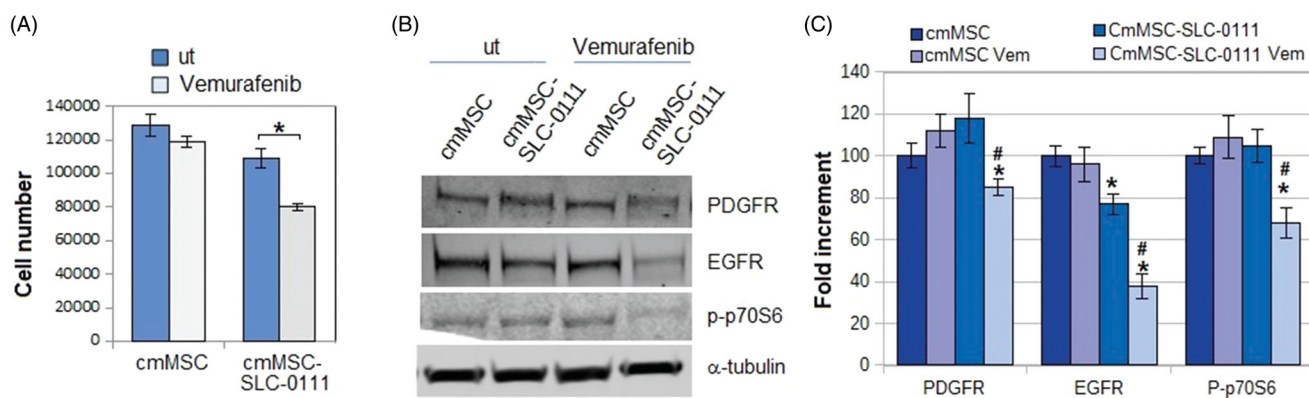 (A)
ut
Vemurafenib
140000
120000
100000
80000
60000
40000
20000
0
Cell number
*
cmMSC
cmMSC-
SLC-0111
(B)
ut
Vemurafenib
cmMSC
cmMSC-
SLC-0111
cmMSC
cmMSC-
SLC-0111
PDGFR
EGFR
p-p70S6
α-tubulin
(C)
cmMSC
CmMSC-SLC-0111
cmMSC Vem
CmMSC-SLC-0111 Vem
140
120
100
80
60
40
20
0
Fold increment
#
*
*
#
*
#
*
PDGFR
EGFR
P-p70S6